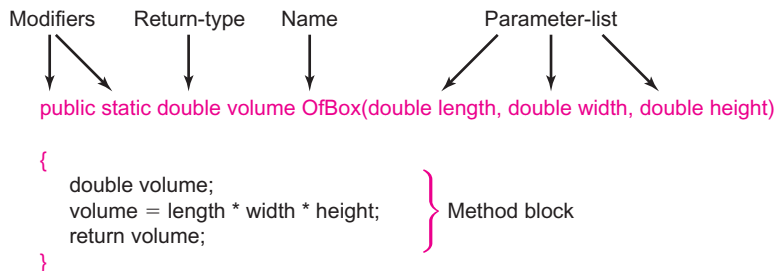 Modifiers Return-type Name Parameter-list
public static double volume OfBox(double length, double width, double height)
{
double volume;
volume = length * width * height; Method block
return volume;
}